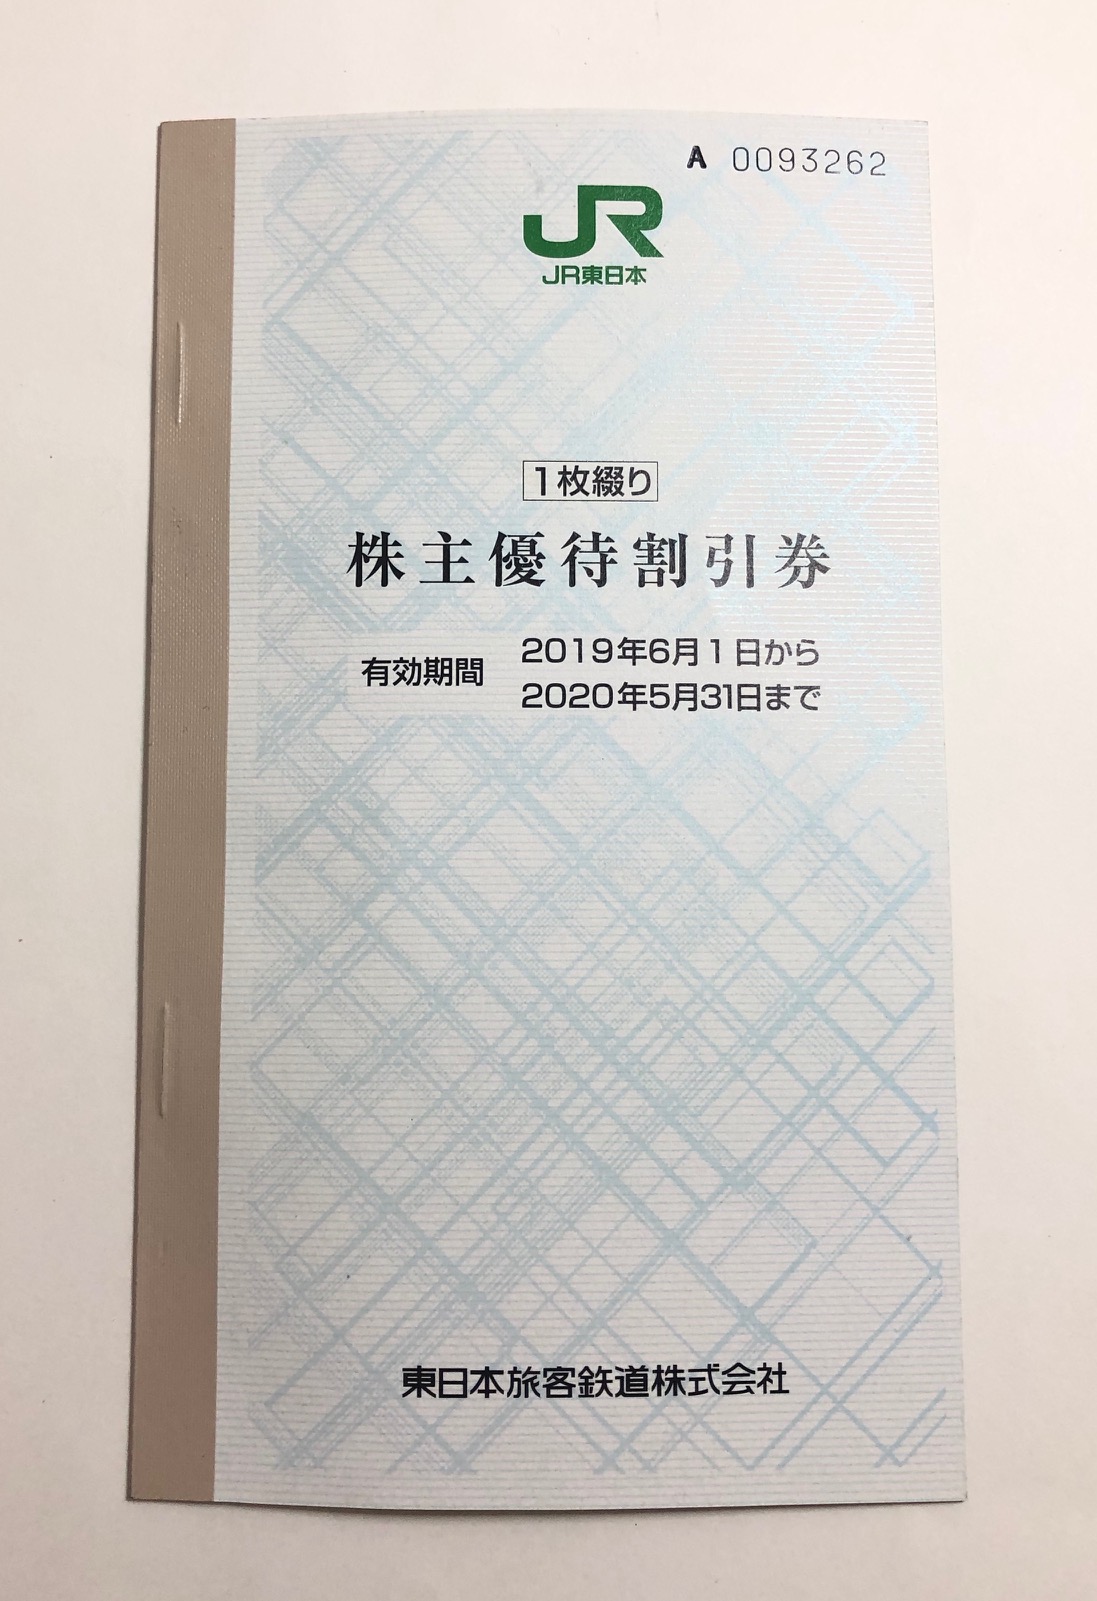 A 0093262
JR
JR東日本
1枚綴り
株主優待割引券
有効期間
2019年6月1日から
2020年5月31日まで
東日本旅客鉄道株式会社